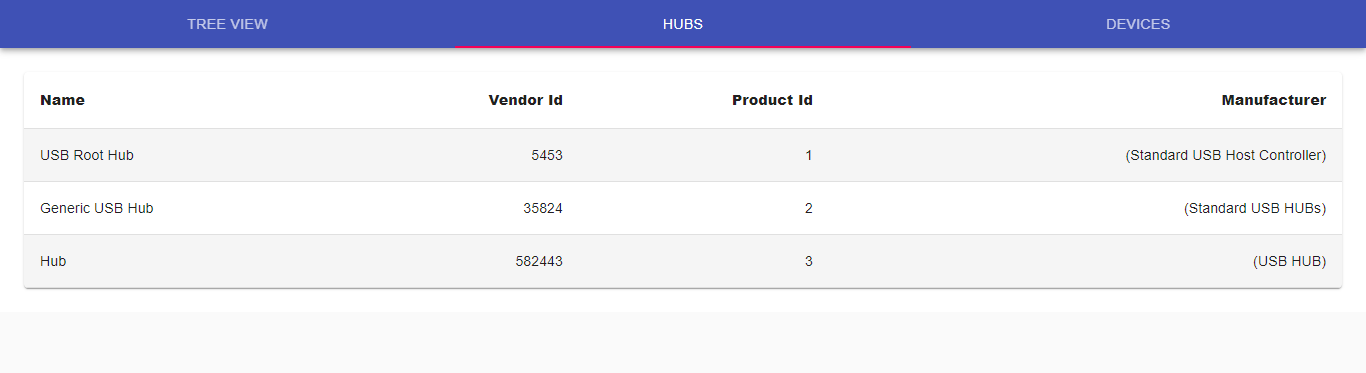 TREE VIEW HUBS DEVICES
Name Vendor Id Product Id Manufacturer
USB Root Hub 5453 1 (Standard USB Host Controller)
Generic USB Hub 35824 2 (Standard USB HUBs)
Hub 582443 3 (USB HUB)